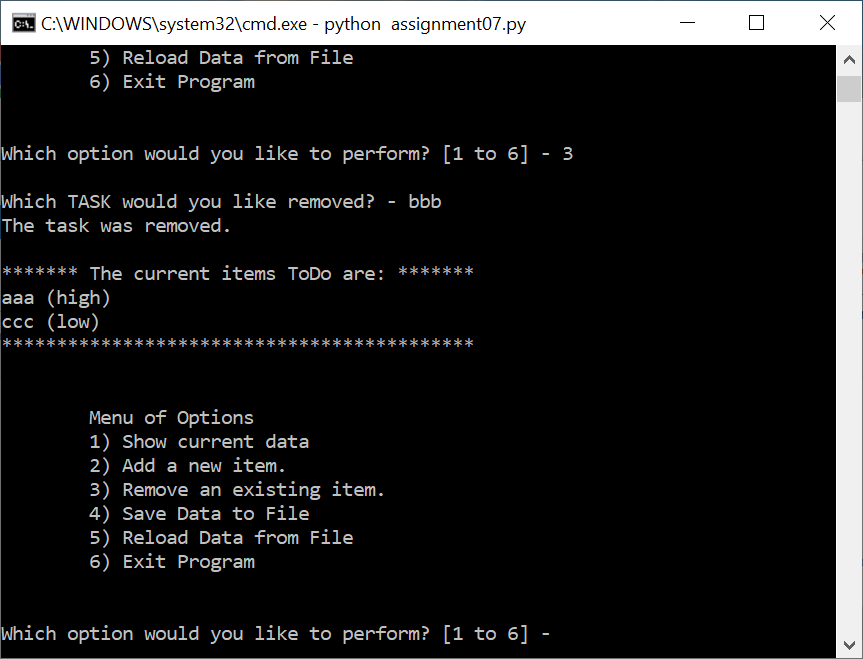 C:\WINDOWS\system32\cmd.exe - python  assignment07.py
        5) Reload Data from File
        6) Exit Program
Which option would you like to perform? [1 to 6] - 3
Which TASK would you like removed? - bbb
The task was removed.
******* The current items ToDo are: *******
aaa (high)
ccc (low)
*******************************************
        Menu of Options
        1) Show current data
        2) Add a new item.
        3) Remove an existing item.
        4) Save Data to File
        5) Reload Data from File
        6) Exit Program
Which option would you like to perform? [1 to 6] -